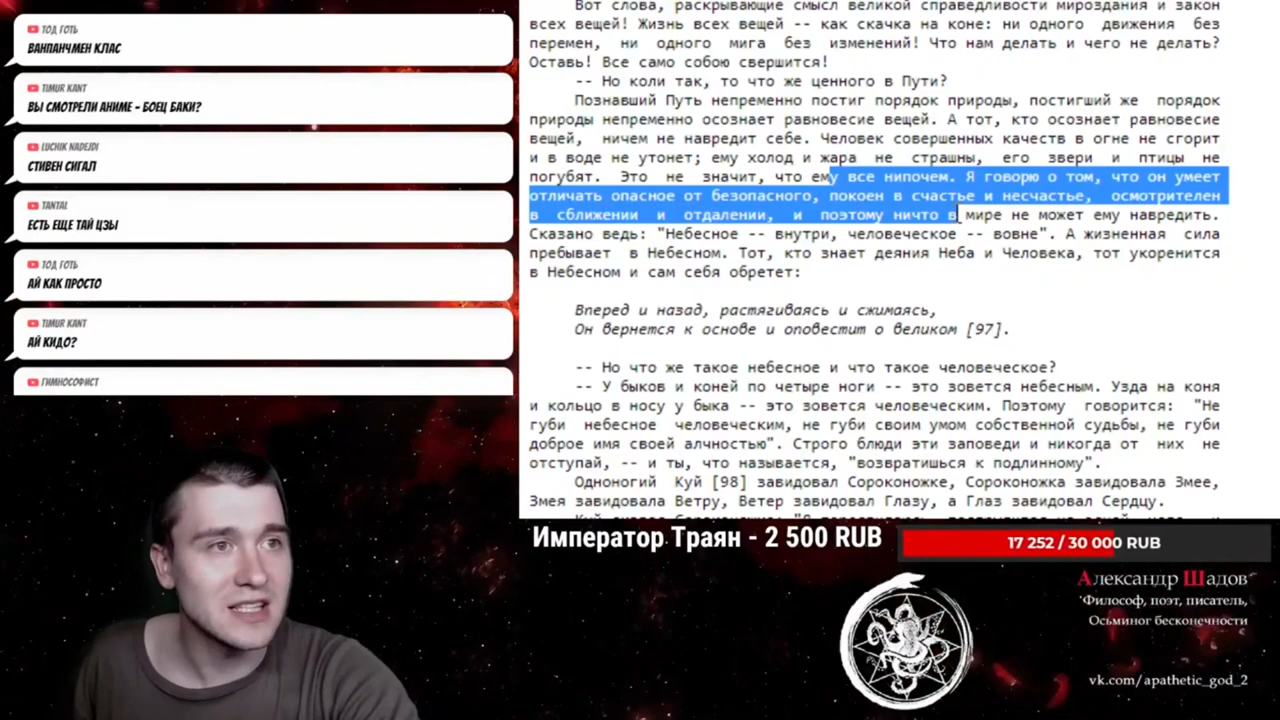 ТОД ГОТЬ
ВАНПАНЧМЕН КЛАС
TIMUR KANT
ВЫ СМОТРЕЛИ АНИМЕ - БОЕЦ БАКИ?
LUCHIK NADEJDI
СТИВЕН СИГАЛ
TANTAL
ЕСТЬ ЕЩЕ ТАЙ ЦЗЫ
ТОД ГОТЬ
АЙ КАК ПРОСТО
TIMUR KANT
АЙ КИДО?
ГИМНОСОФИСТ
Вот слова, раскрывающие смысл великой справедливости мироздания и закон
всех вещей! Жизнь всех вещей -- как скачка на коне: ни одного движения без
перемен, ни одного мига без изменений! Что нам делать и чего не делать?
Оставь! Все само собою свершится!
-- Но коли так, то что же ценного в Пути?
Познавший Путь непременно постиг порядок природы, постигший же порядок
природы непременно осознает равновесие вещей. А тот, кто осознает равновесие
вещей, ничем не навредит себе. Человек совершенных качеств в огне не сгорит
и в воде не утонет; ему холод и жара не страшны, его звери и птицы не
погубят. Это не значит, что ему все нипочем. Я говорю о том, что он умеет
отличать опасное от безопасного, покоен в счастье и несчастье, осмотрителен
в сближении и отдалении, и поэтому ничто в мире не может ему навредить.
Сказано ведь: "Небесное -- внутри, человеческое -- вовне". А жизненная сила
пребывает в Небесном. Тот, кто знает деяния Неба и Человека, тот укоренится
в Небесном и сам себя обретет:
Вперед и назад, растягиваясь и сжимаясь,
Он вернется к основе и оповестит о великом [97].
-- Но что же такое небесное и что такое человеческое?
-- У быков и коней по четыре ноги -- это зовется небесным. Узда на коня
и кольцо в носу у быка -- это зовется человеческим. Поэтому говорится: "Не
губи небесное человеческим, не губи своим умом собственной судьбы, не губи
доброе имя своей алчностью". Строго блюди эти заповеди и никогда от них не
отступай, -- и ты, что называется, "возвратишься к подлинному".
Одноногий Куй [98] завидовал Сороконожке, Сороконожка завидовала Змее,
Змея завидовала Ветру, Ветер завидовал Глазу, а Глаз завидовал Сердцу.
Император Траян - 2 500 RUB
17 252 / 30 000 RUB
Александр Шадов
Философ, поэт, писатель,
Осьминог бесконечности
vk.com/apathetic_god_2